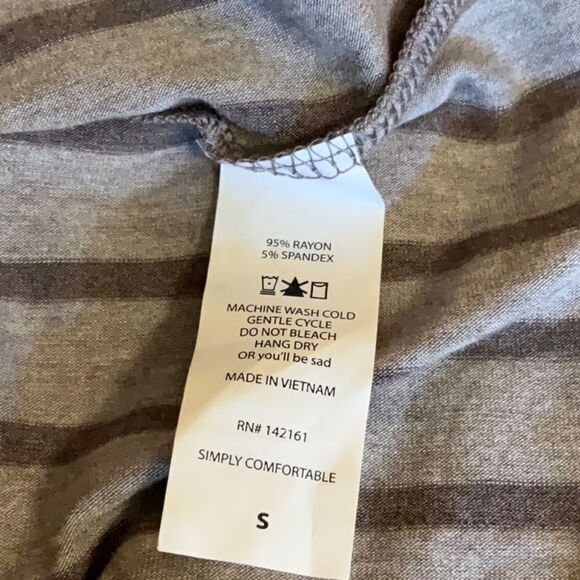 95% RAYON
5% SPANDEX
MACHINE WASH COLD
GENTLE CYCLE
DO NOT BLEACH
HANG DRY
OR you'll be sad
MADE IN VIETNAM
RN# 142161
SIMPLY COMFORTABLE
S